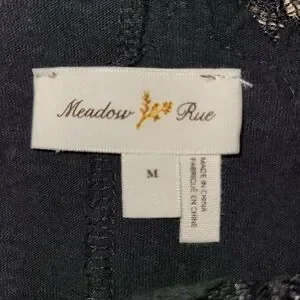 Meadow Rue
M
MADE IN CHINA
FABRIQUÉ EN CHINE